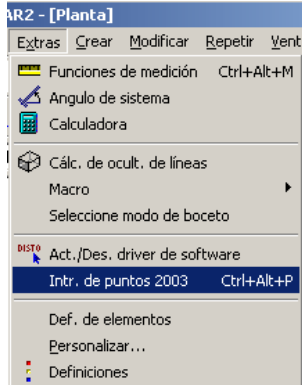 AR2 - [Planta]
Extras Crear Modificar Repetir Vent
Funciones de medición Ctrl+Alt+M
Angulo de sistema
Calculadora
Cálc. de ocult. de líneas
Macro
Seleccione modo de boceto
DISTO Act./Des. driver de software
Intr. de puntos 2003 Ctrl+Alt+P
Def. de elementos
Personalizar...
Definiciones